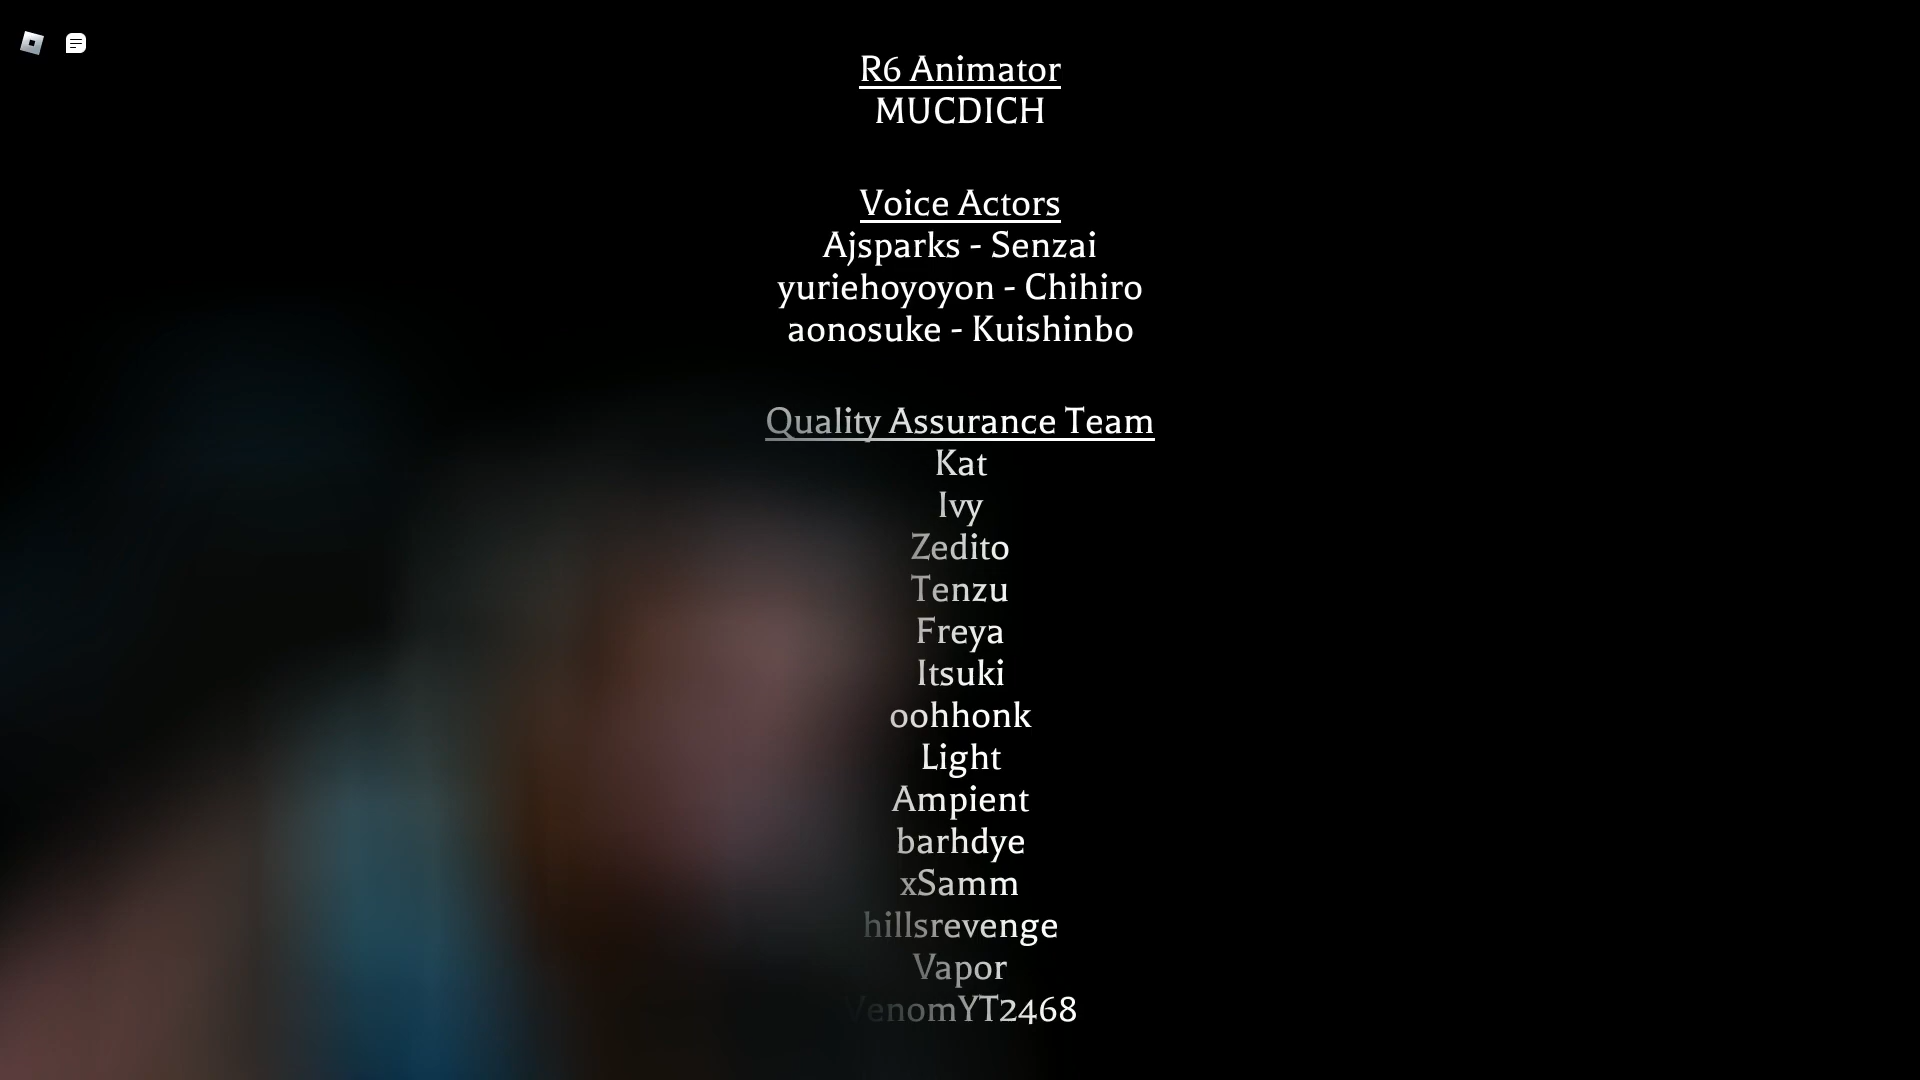 R6 Animator
MUCDICH
Voice Actors
Ajsparks - Senzai
yuriehoyoyon - Chihiro
aonosuke - Kuishinbo
Quality Assurance Team
Kat
Ivy
Zedito
Tenzu
Freya
Itsuki
oohhonk
Light
Ampient
barhdye
xSamm
hillsrevenge
Vapor
VenomYT2468